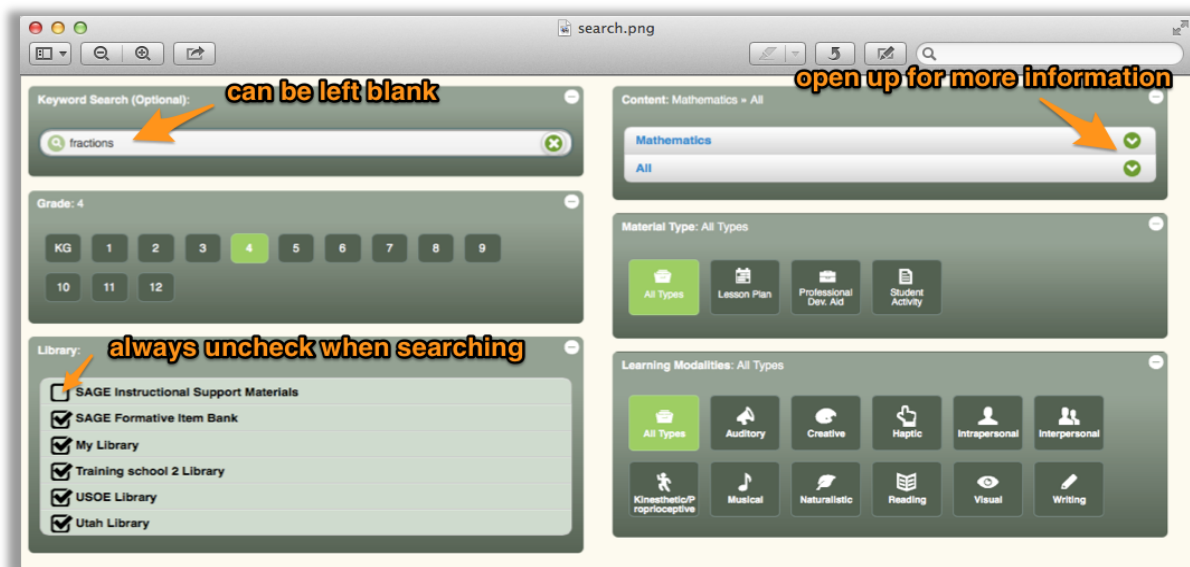 search.png
can be left blank
open up for more information
Keyword Search (Optional):
fractions
Grade: 4
KG 1 2 3 4 5 6 7 8 9
10 11 12
always uncheck when searching
Library:
SAGE Instructional Support Materials
SAGE Formative Item Bank
My Library
Training school 2 Library
USOE Library
Utah Library
Content: Mathematics » All
Mathematics
All
Material Type: All Types
All Types Lesson Plan Professional Dev. Aid Student Activity
Learning Modalities: All Types
All Types Auditory Creative Haptic Intrapersonal Interpersonal
Kinesthetic/P roprioceptive Musical Naturalistic Reading Visual Writing